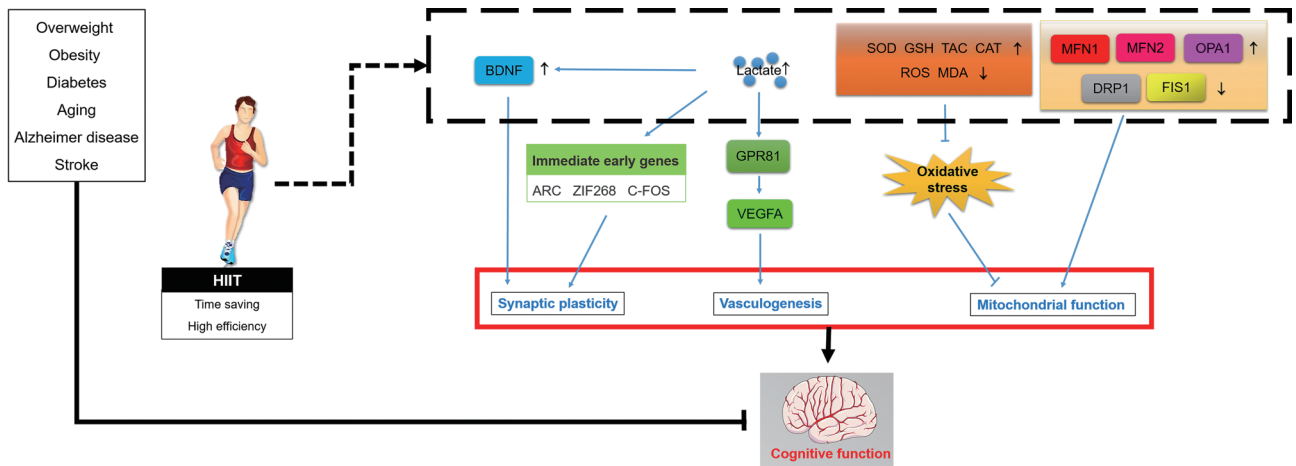 Overweight
Obesity
Diabetes
Aging
Alzheimer disease
Stroke
HIIT
Time saving
High efficiency
BDNF ↑
Lactate↑
SOD GSH TAC CAT ↑
ROS MDA ↓
MFN1 MFN2 OPA1 ↑
DRP1 FIS1 ↓
Immediate early genes
ARC ZIF268 C-FOS
GPR81
VEGFA
Oxidative
stress
Synaptic plasticity
Vasculogenesis
Mitochondrial function
Cognitive function